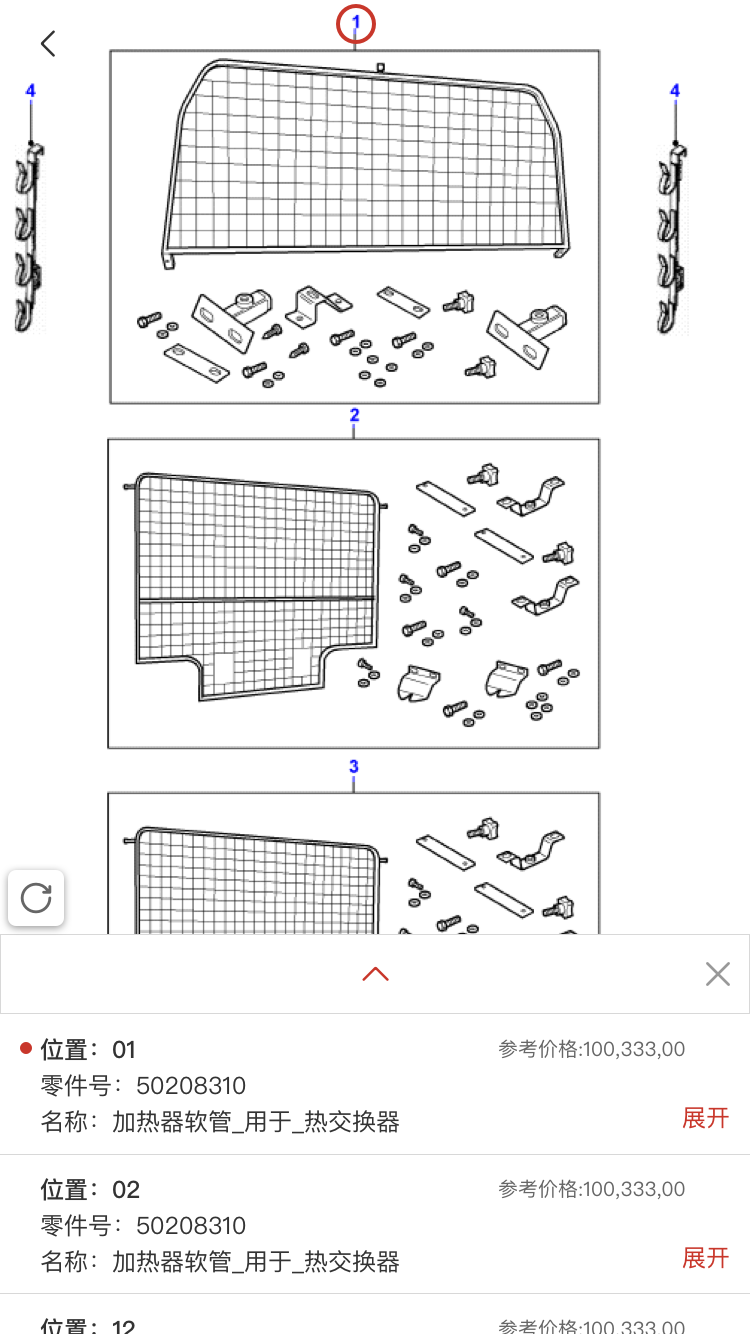 1
4
4
2
3
位置：01
参考价格:100,333,00
零件号：50208310
名称：加热器软管_用于_热交换器
展开
位置：02
参考价格:100,333,00
零件号：50208310
名称：加热器软管_用于_热交换器
展开
位置：12
参考价格:100,333,00